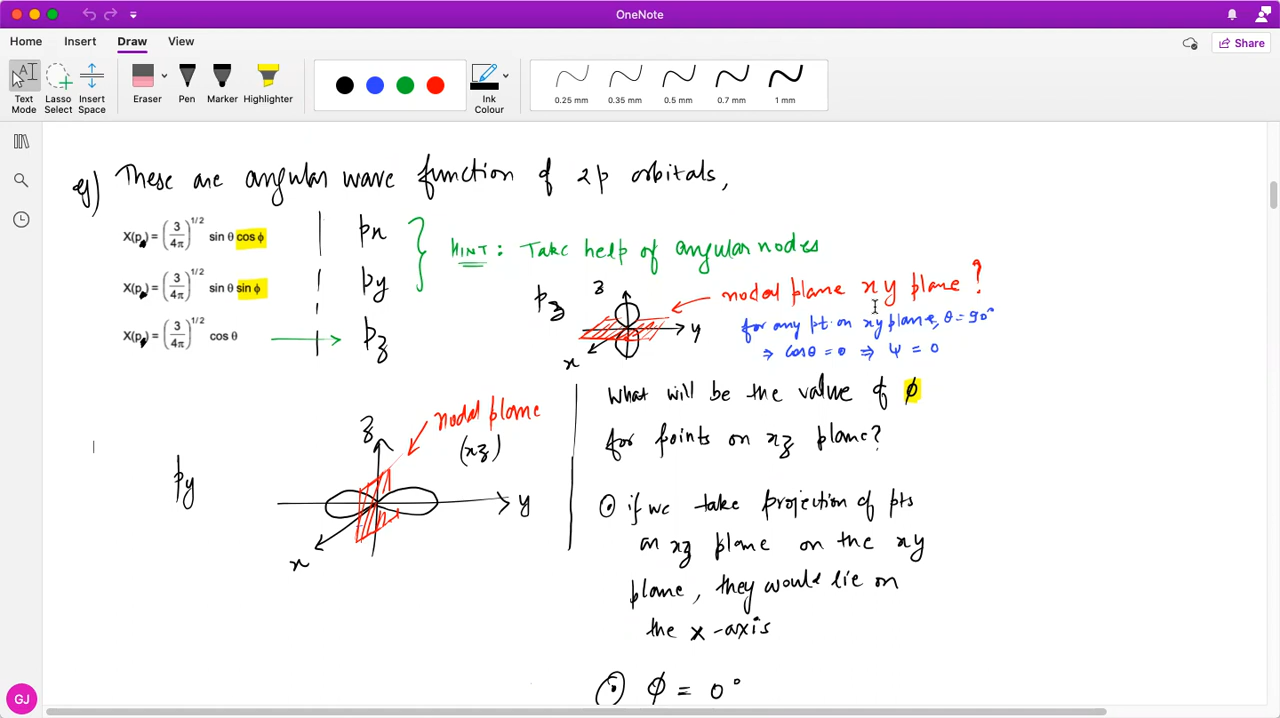 OneNote
Home Insert Draw View
Share
Text Mode
Lasso Select
Insert Space
Eraser
Pen
Marker
Highlighter
Ink Colour
0.25 mm 0.35 mm 0.5 mm 0.7 mm 1 mm
eg) These are angular wave function of 2p orbitals,
X(p ) = (3/4π)^1/2 sin θ cos ϕ | px
HINT: Take help of angular nodes
X(p ) = (3/4π)^1/2 sin θ sin ϕ | py
X(p ) = (3/4π)^1/2 cos θ → | pz
pz
z
y
x
nodal plane xy plane?
for any pt. on xy plane, θ = 90°
⇒ cosθ = 0 ⇒ Ψ = 0
py
z
y
x
nodal plane
(xz)
What will be the value of ϕ
for points on xz plane?
⊙ if we take projection of pts
on xz plane on the xy
plane, they would lie on
the x-axis
⊙ ϕ = 0°
GJ